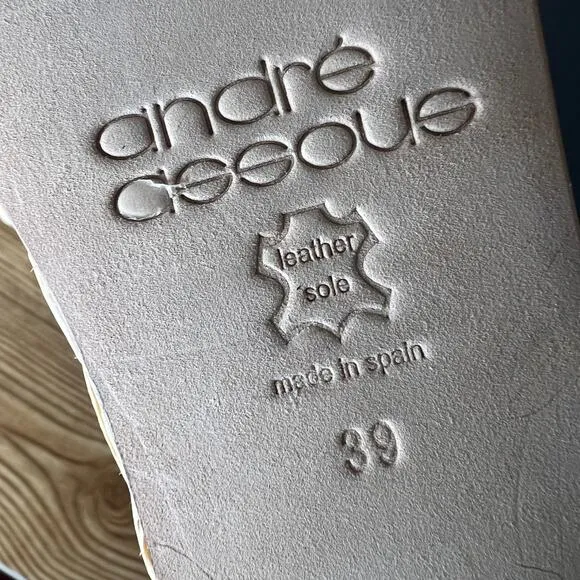 andré
assous
leather
sole
made in spain
39